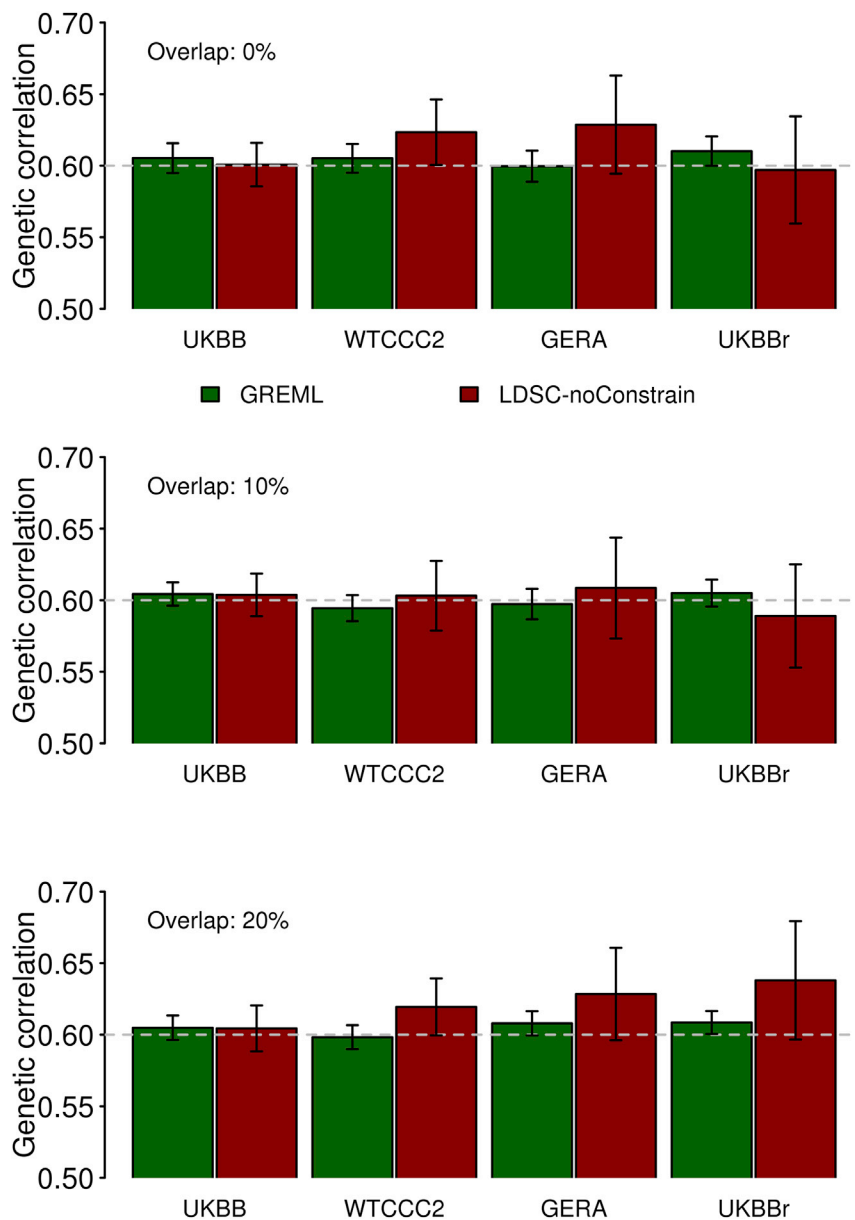 0.70
Overlap: 0%
0.65
0.60
0.55
0.50
Genetic correlation
UKBB WTCCC2 GERA UKBBr
GREML LDSC-noConstrain
0.70
Overlap: 10%
0.65
0.60
0.55
0.50
Genetic correlation
UKBB WTCCC2 GERA UKBBr
0.70
Overlap: 20%
0.65
0.60
0.55
0.50
Genetic correlation
UKBB WTCCC2 GERA UKBBr